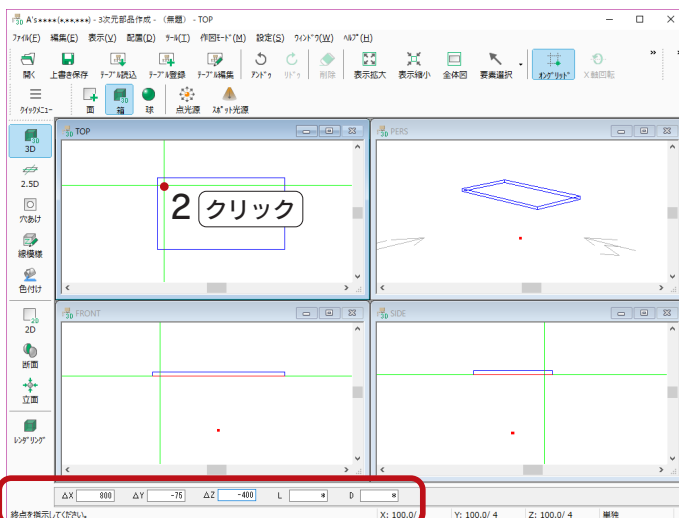 A's****(*.**.***) - 3次元部品作成 - （無題） - TOP
ﾌｧｲﾙ(F) 編集(E) 表示(V) 配置(D) ﾂｰﾙ(T) 作図ﾓｰﾄﾞ(M) 設定(S) ｳｨﾝﾄﾞｳ(W) ﾍﾙﾌﾟ(H)
開く 上書き保存 ﾃｰﾌﾞﾙ読込 ﾃｰﾌﾞﾙ登録 ﾃｰﾌﾞﾙ編集 ｱﾝﾄﾞｩ ﾘﾄﾞｩ 削除 表示拡大 表示縮小 全体図 要素選択 ｵﾝｸﾞﾘｯﾄﾞ X軸回転
ｸｲｯｸﾒﾆｭｰ 面 箱 球 点光源 ｽﾎﾟｯﾄ光源
3D
2.5D
穴あけ
線模様
色付け
2D
断面
立面
ﾚﾝﾀﾞﾘﾝｸﾞ
TOP
2 クリック
PERS
FRONT
SIDE
ΔX 800 ΔY -75 ΔZ -400 L * D *
終点を指示してください。 X: 100.0/ Y: 100.0/ 4 Z: 100.0/ 4 単独